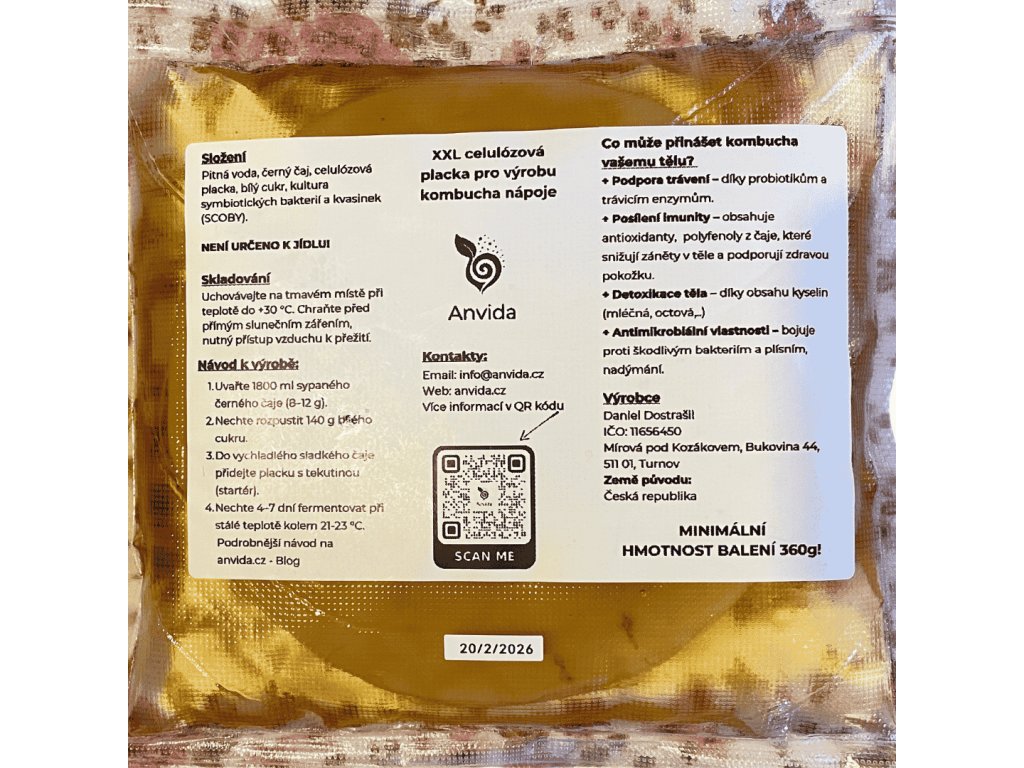 Složení
Pitná voda, černý čaj, celulózová
placka, bílý cukr, kultura
symbiotických bakterií a kvasinek
(SCOBY).
NENÍ URČENO K JÍDLU!
Skladování
Uchovávejte na tmavém místě při
teplotě do +30 °C. Chraňte před
přímým slunečním zářením,
nutný přístup vzduchu k přežití.
Návod k výrobě:
1. Uvařte 1800 ml sypaného
černého čaje (8-12 g).
2. Nechte rozpustit 140 g bílého
cukru.
3. Do vychladlého sladkého čaje
přidejte placku s tekutinou
(startér).
4. Nechte 4-7 dní fermentovat při
stálé teplotě kolem 21-23 °C.
Podrobnější návod na
anvida.cz - Blog
XXL celulózová
placka pro výrobu
kombucha nápoje
Anvida
Kontakty:
Email: info@anvida.cz
Web: anvida.cz
Více informací v QR kódu
Anvida
SCAN ME
Co může přinášet kombucha
vašemu tělu?
+ Podpora trávení – díky probiotikům a
trávicím enzymům.
+ Posílení imunity – obsahuje
antioxidanty, polyfenoly z čaje, které
snižují záněty v těle a podporují zdravou
pokožku.
+ Detoxikace těla – díky obsahu kyselin
(mléčná, octová,..)
+ Antimikrobiální vlastnosti – bojuje
proti škodlivým bakteriím a plísním,
nadýmání.
Výrobce
Daniel Dostrašil
IČO: 11656450
Mírová pod Kozákovem, Bukovina 44,
511 01, Turnov
Země původu:
Česká republika
MINIMÁLNÍ
HMOTNOST BALENÍ 360g!
20/2/2026